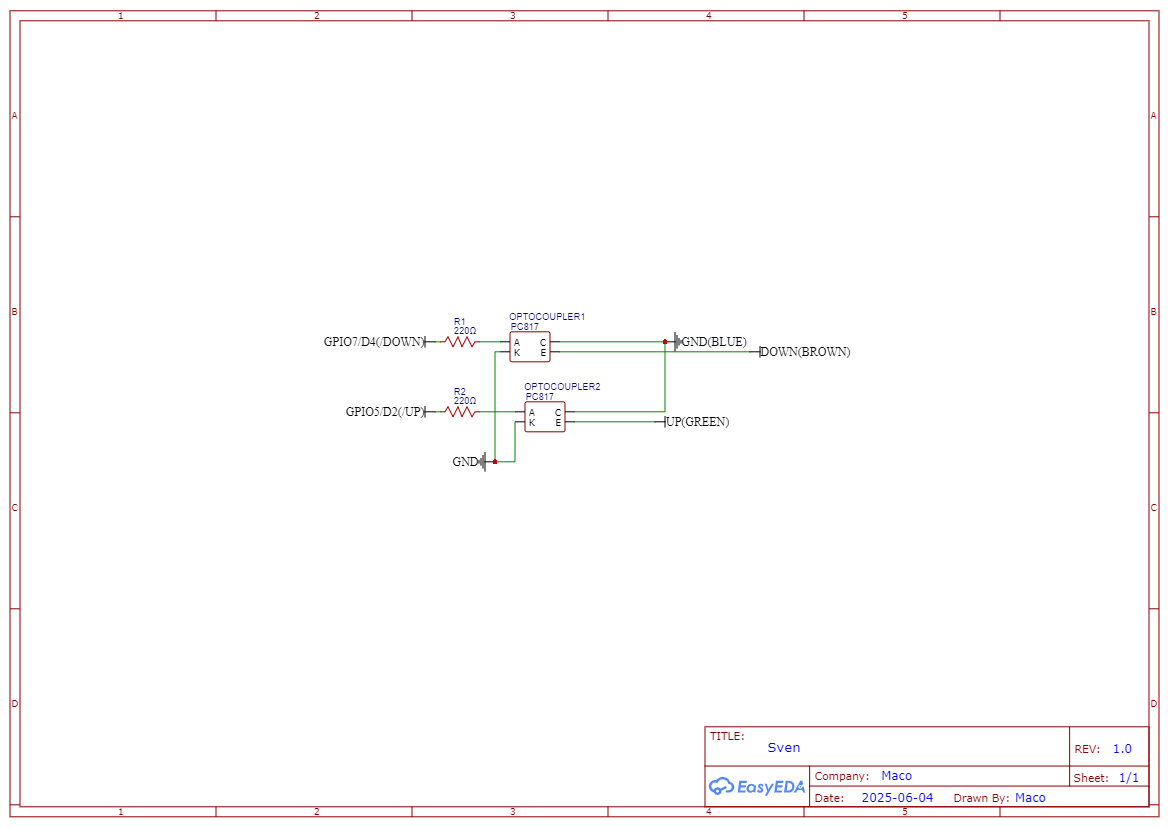 1 2 3 4 5
A A
OPTOCOUPLER1
R1 PC817
220Ω
B B
GPIO7/D4(/DOWN) A C GND(BLUE)
K E DOWN(BROWN)
OPTOCOUPLER2
R2 PC817
220Ω
GPIO5/D2(/UP) A C
K E UP(GREEN)
GND
C C
D D
TITLE:
Sven
REV: 1.0
EasyEDA
Company: Maco
Sheet: 1/1
Date: 2025-06-04 Drawn By: Maco
1 2 3 4 5